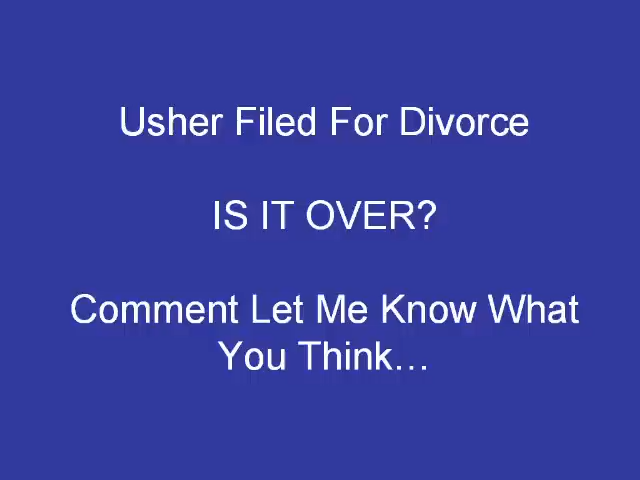 Usher Filed For Divorce
IS IT OVER?
Comment Let Me Know What
You Think…